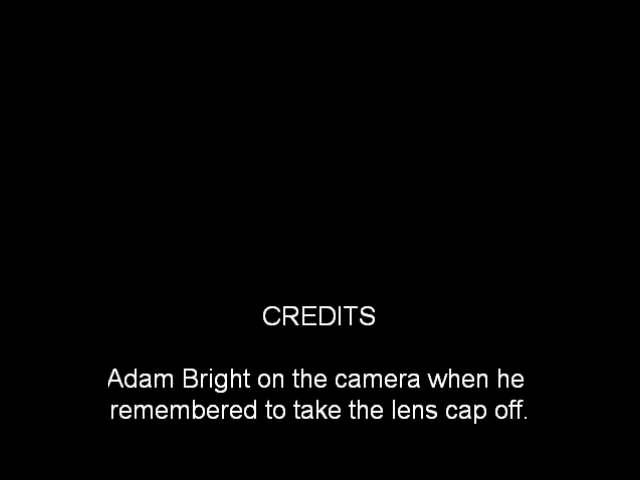 CREDITS
Adam Bright on the camera when he
remembered to take the lens cap off.